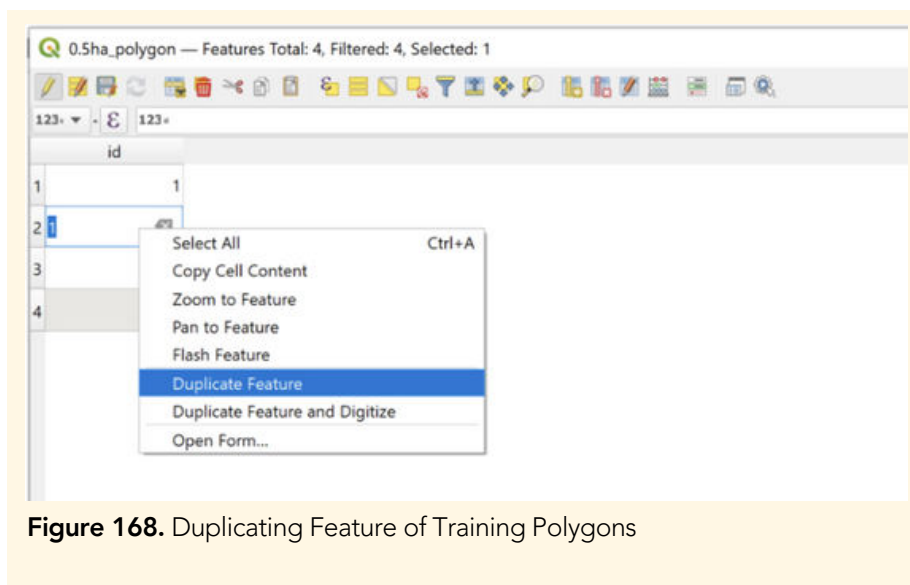 0.5ha_polygon — Features Total: 4, Filtered: 4, Selected: 1
123 ε 123
id
1 1
2 1
Select All Ctrl+A
Copy Cell Content
3
Zoom to Feature
4
Pan to Feature
Flash Feature
Duplicate Feature
Duplicate Feature and Digitize
Open Form...
Figure 168. Duplicating Feature of Training Polygons